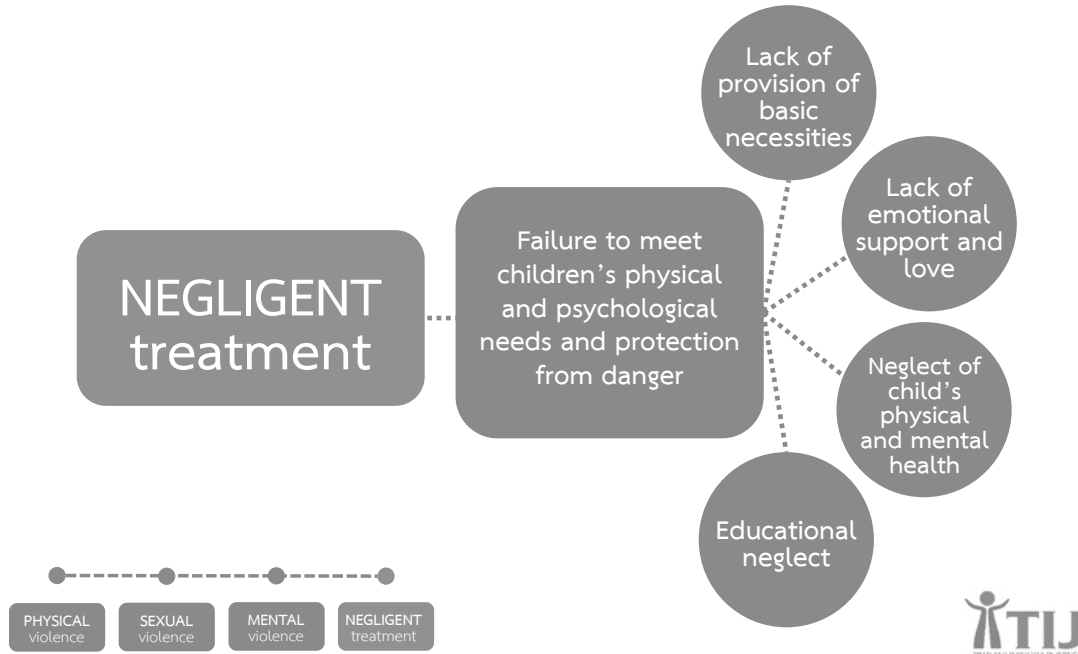 NEGLIGENT
treatment
Failure to meet
children’s physical
and psychological
needs and protection
from danger
Lack of
provision of
basic
necessities
Lack of
emotional
support and
love
Neglect of
child’s
physical
and mental
health
Educational
neglect
PHYSICAL
violence
SEXUAL
violence
MENTAL
violence
NEGLIGENT
treatment
TIJ